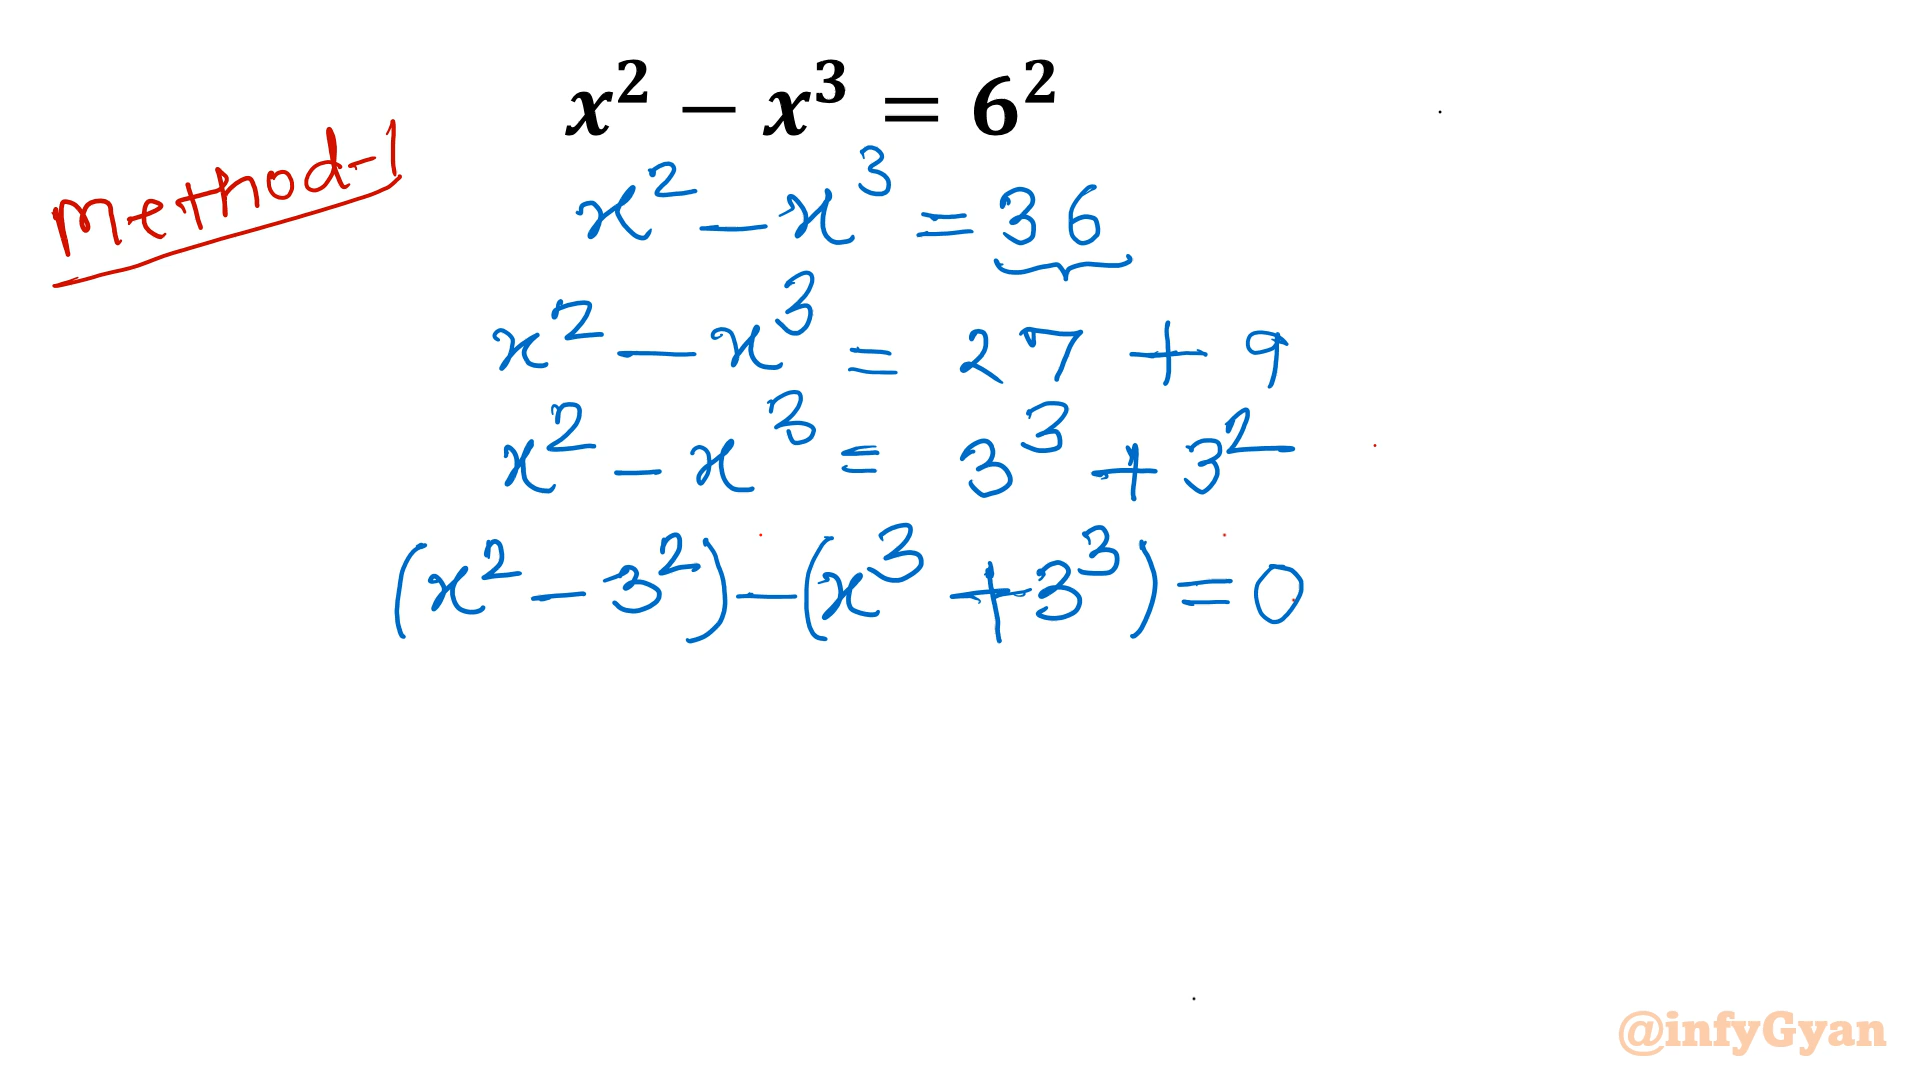 x² − x³ = 6²
Method-1
x² − x³ = 36
x² − x³ = 27 + 9
x² − x³ = 3³ + 3²
(x² − 3²) − (x³ + 3³) = 0
@infyGyan